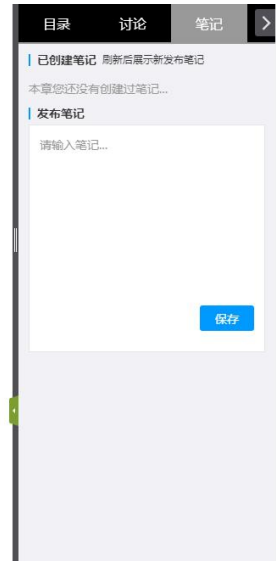 目录 讨论 笔记
已创建笔记 刷新后展示新发布笔记
本章您还没有创建过笔记...
发布笔记
请输入笔记...
保存